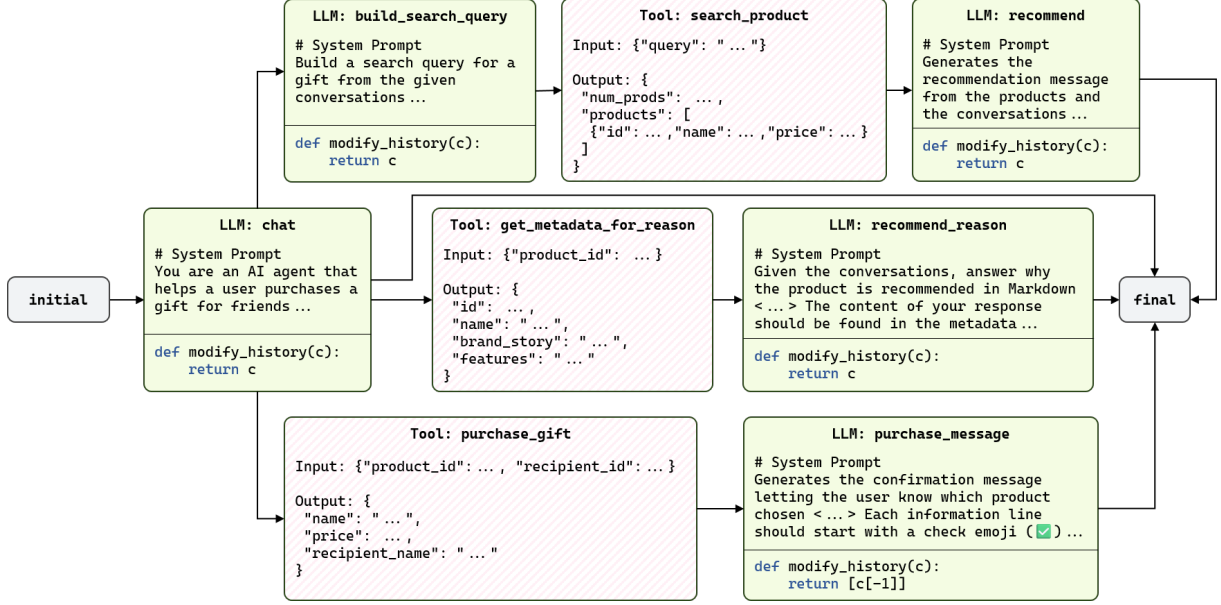 LLM: build_search_query
# System Prompt
Build a search query for a
gift from the given
conversations ...
def modify_history(c):
return c
Tool: search_product
Input: {"query": "..."}
Output: {
"num_prods": ...,
"products": [
{"id": ...,"name": ...,"price": ...}
]
}
LLM: recommend
# System Prompt
Generates the
recommendation message
from the products and
the conversations ...
def modify_history(c):
return c
initial
LLM: chat
# System Prompt
You are an AI agent that
helps a user purchases a
gift for friends ...
def modify_history(c):
return c
Tool: get_metadata_for_reason
Input: {"product_id": ...}
Output: {
"id": ...,
"name": "...",
"brand_story": "...",
"features": "..."
}
LLM: recommend_reason
# System Prompt
Given the conversations, answer why
the product is recommended in Markdown
<...> The content of your response
should be found in the metadata ...
def modify_history(c):
return c
final
Tool: purchase_gift
Input: {"product_id": ..., "recipient_id": ...}
Output: {
"name": "...",
"price": ...,
"recipient_name": "..."
}
LLM: purchase_message
# System Prompt
Generates the confirmation message
letting the user know which product
chosen <...> Each information line
should start with a check emoji (✅) ...
def modify_history(c):
return [c[-1]]